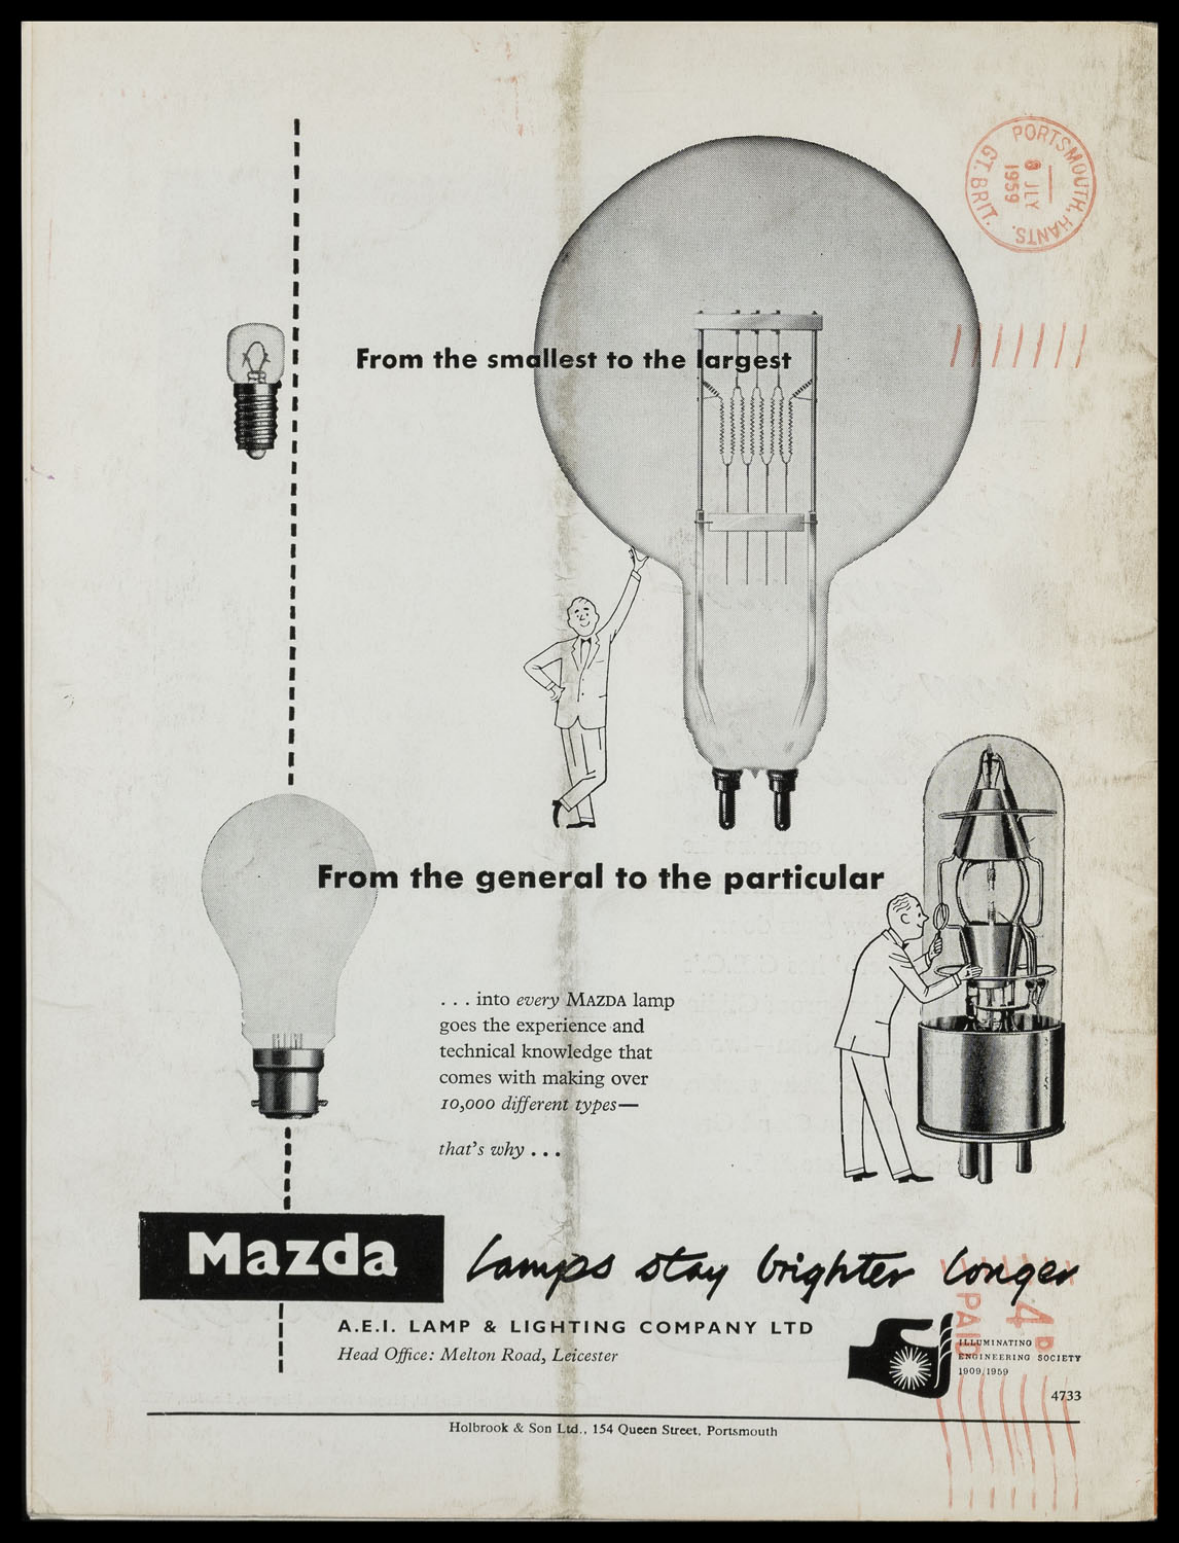 PORTSMOUTH, HANTS.
GT. BRIT.
8 JLY
1959
From the smallest to the largest
From the general to the particular
. . . into every MAZDA lamp
goes the experience and
technical knowledge that
comes with making over
10,000 different types—
that's why . . .
Mazda
Lamps stay brighter longer
A.E.I. LAMP & LIGHTING COMPANY LTD
Head Office: Melton Road, Leicester
4D
PAID
ILLUMINATING
ENGINEERING SOCIETY
1909/1959
4733
Holbrook & Son Ltd., 154 Queen Street, Portsmouth